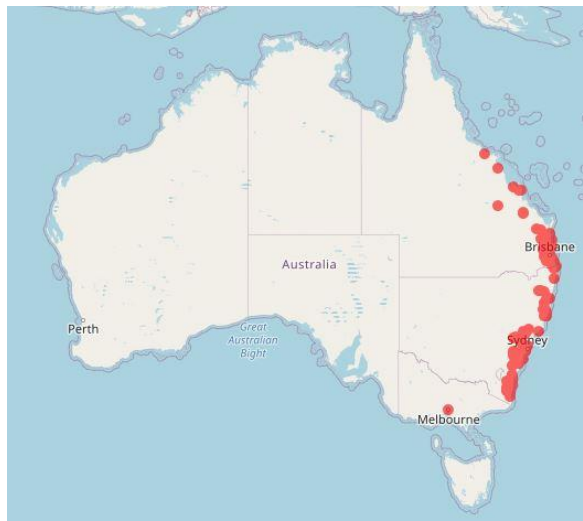 Brisbane
Australia
Perth
Great
Australian
Bight
Sydney
Melbourne